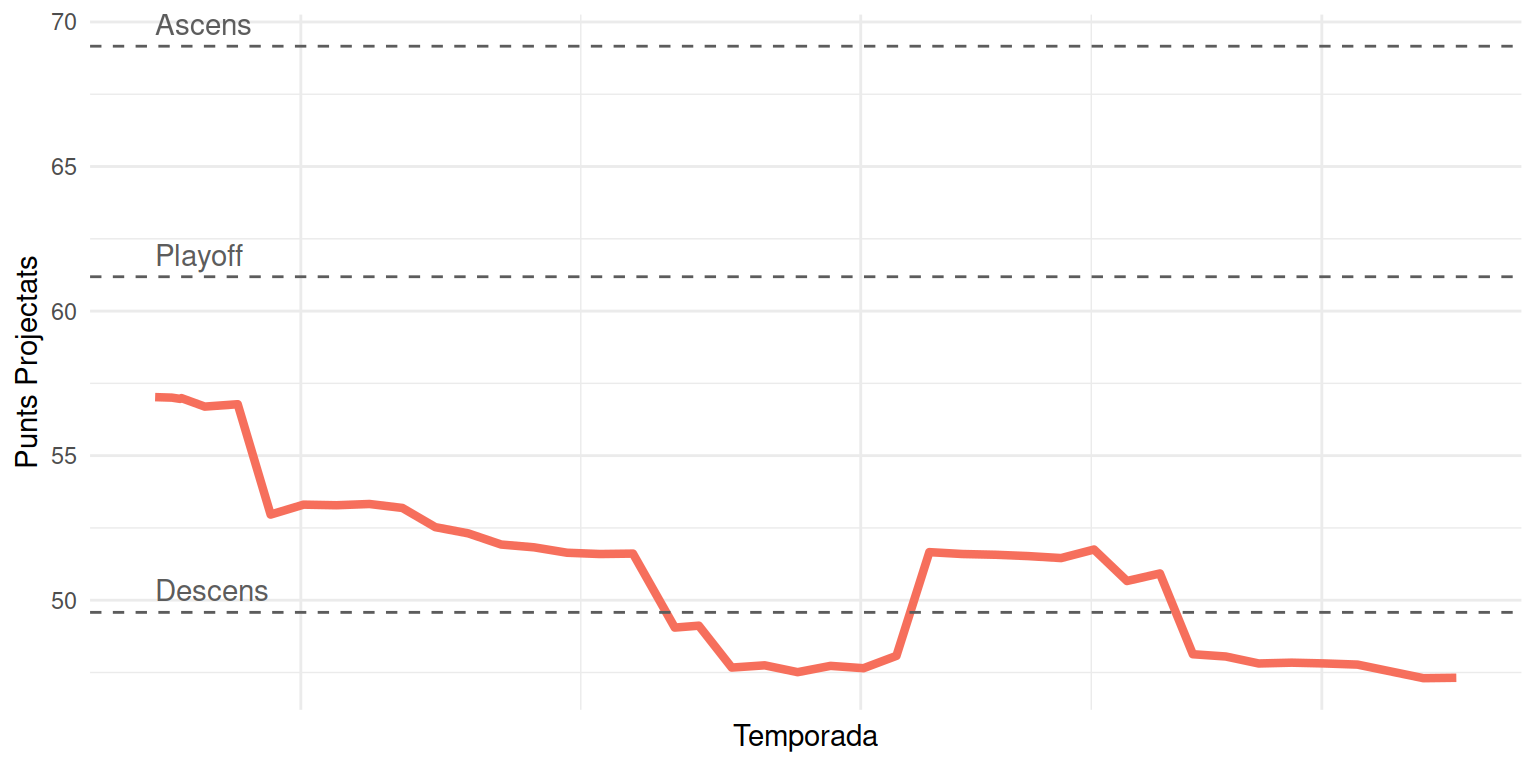 70
Ascens
65
Playoff
60
Punts Projectats
55
Descens
50
Temporada